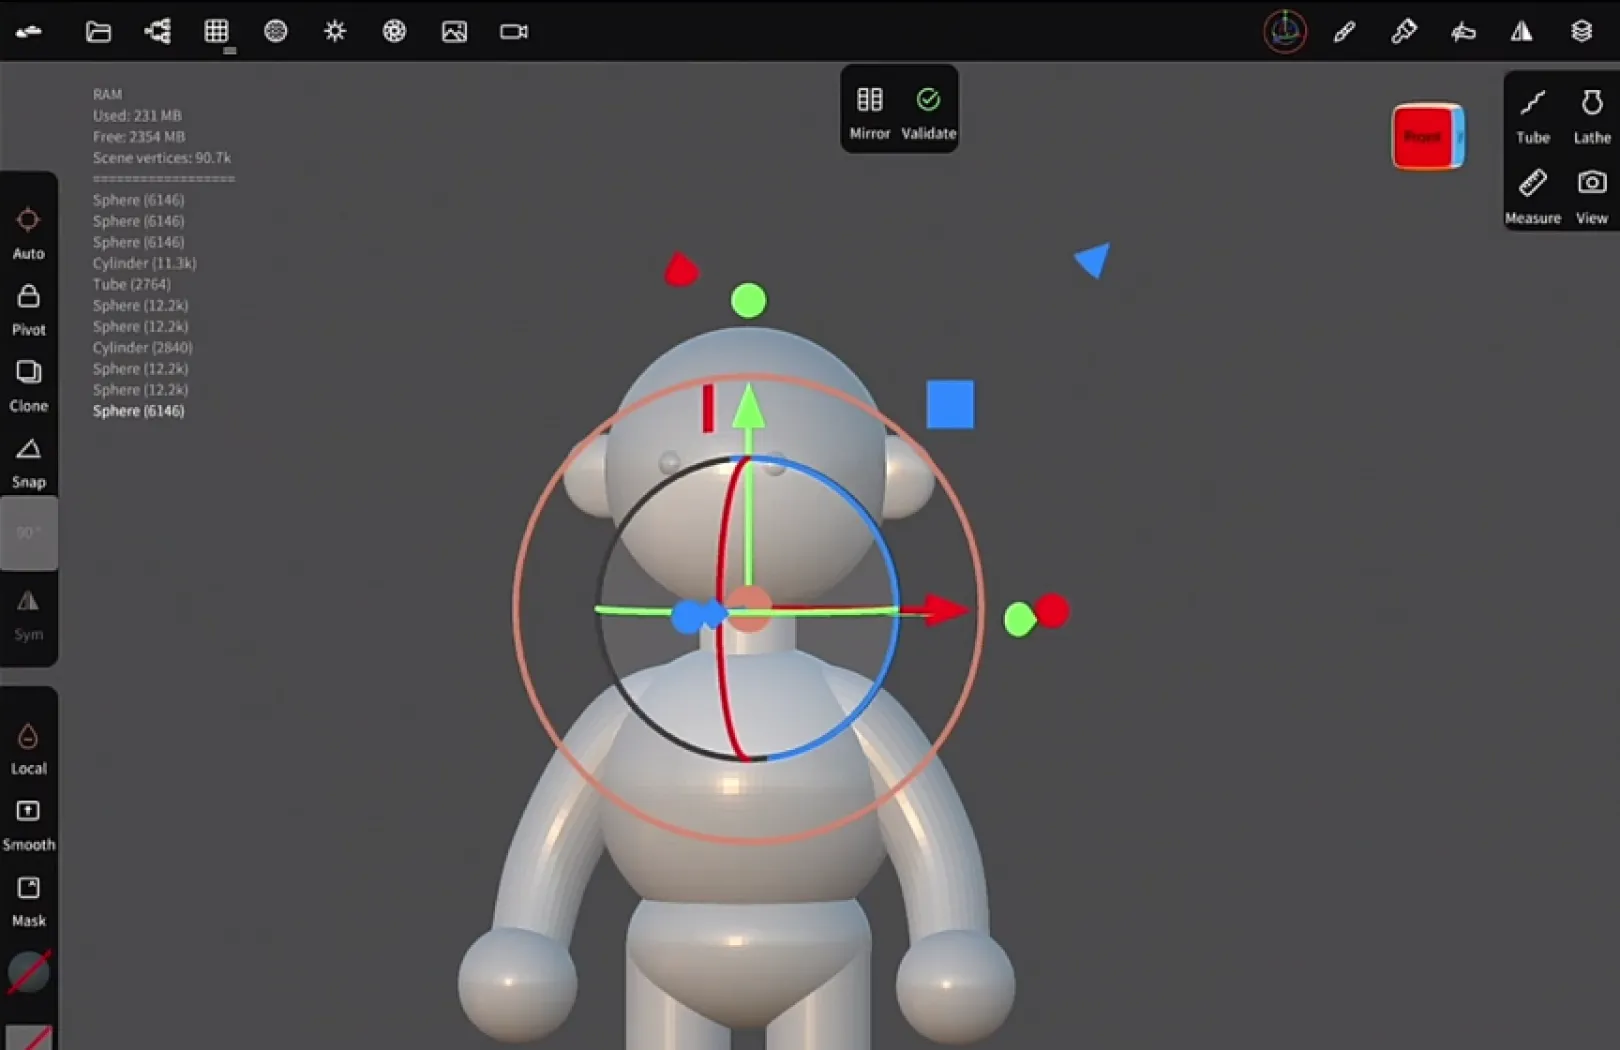 RAM
Used: 231 MB
Free: 2354 MB
Scene vertices: 90.7k
===================
Sphere (6146)
Sphere (6146)
Sphere (6146)
Cylinder (11.3k)
Tube (2764)
Sphere (12.2k)
Sphere (12.2k)
Cylinder (2840)
Sphere (12.2k)
Sphere (12.2k)
Sphere (6146)
Auto
Pivot
Clone
Snap
90°
Sym
Local
Smooth
Mask
Mirror Validate
Front
Tube Lathe
Measure View